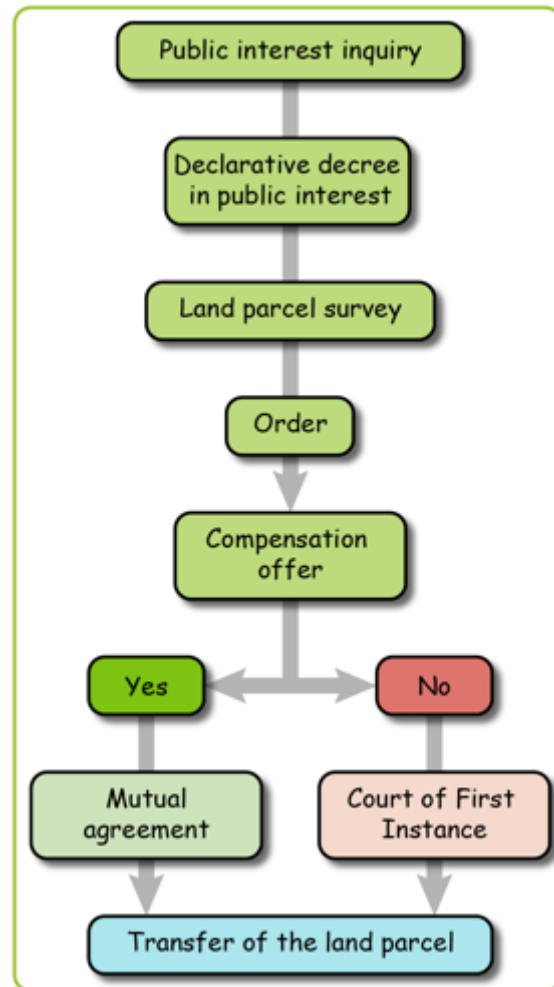 Public interest inquiry
Declarative decree
in public interest
Land parcel survey
Order
Compensation
offer
Yes
No
Mutual
agreement
Court of First
Instance
Transfer of the land parcel